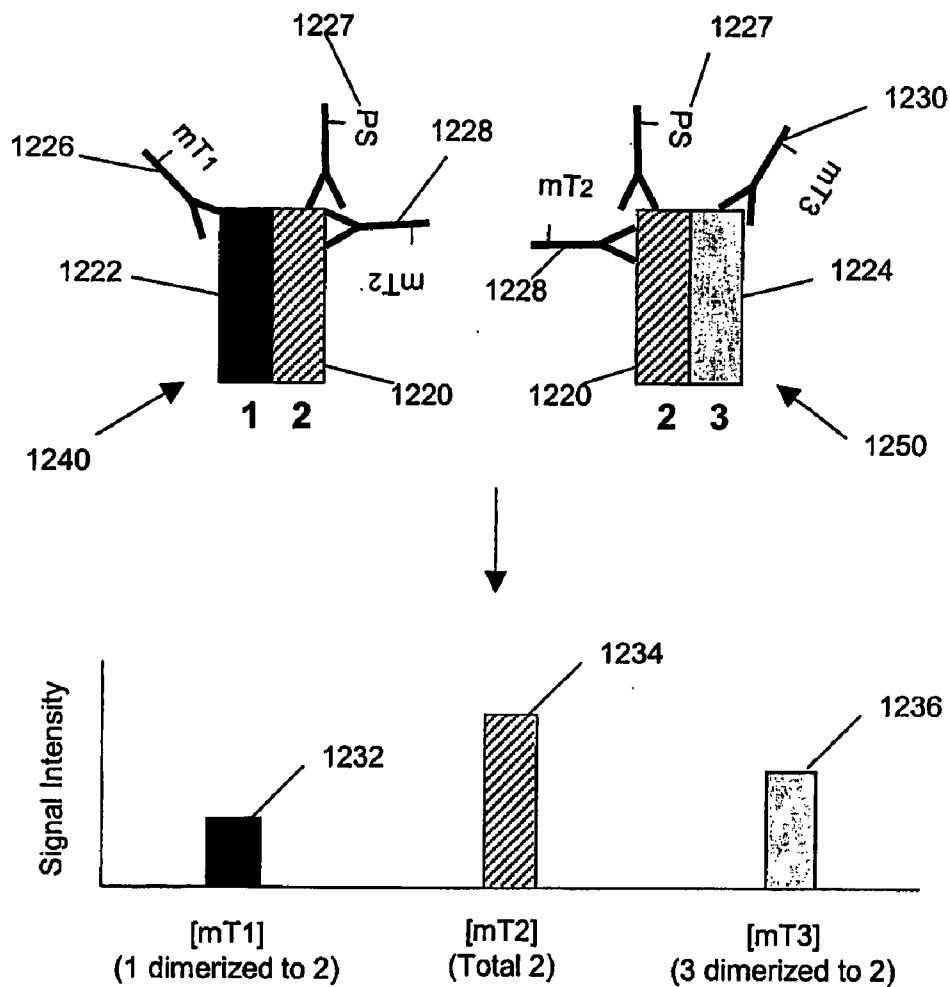 1227
1227
1226
mT1
PS
1228
mT2
PS
mT2
1228
1230
mT3
1222
1224
1220
1220
1 2
2 3
1240
1250
1234
1236
1232
Signal Intensity
[mT1]
(1 dimerized to 2)
[mT2]
(Total 2)
[mT3]
(3 dimerized to 2)